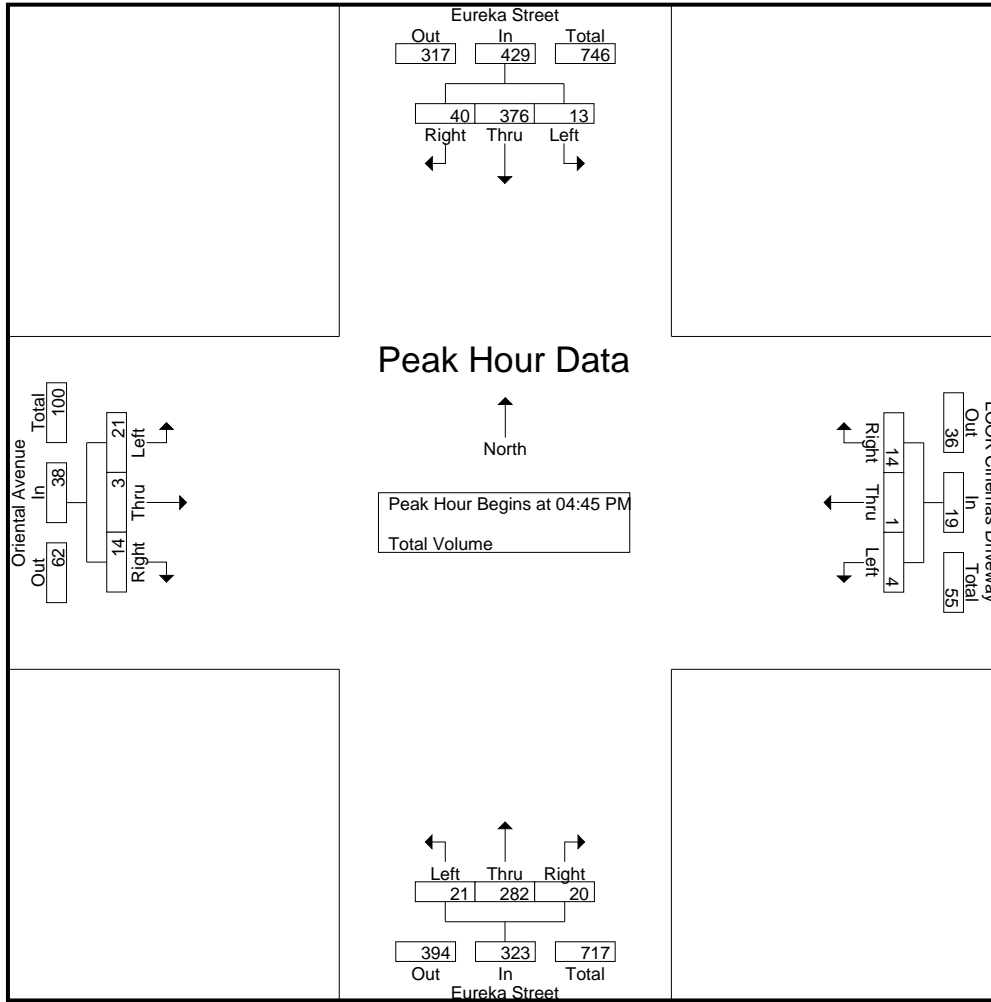 Eureka Street
Out In Total
317 429 746
40 376 13
Right Thru Left
Peak Hour Data
North
Peak Hour Begins at 04:45 PM
Total Volume
Oriental Avenue
Total In Out
100 38 62
21 3 14
Left Thru Right
Right Thru Left
14 1 4
36 19 55
Out In Total
LOOK Cinemas Driveway
Left Thru Right
21 282 20
394 323 717
Out In Total
Eureka Street